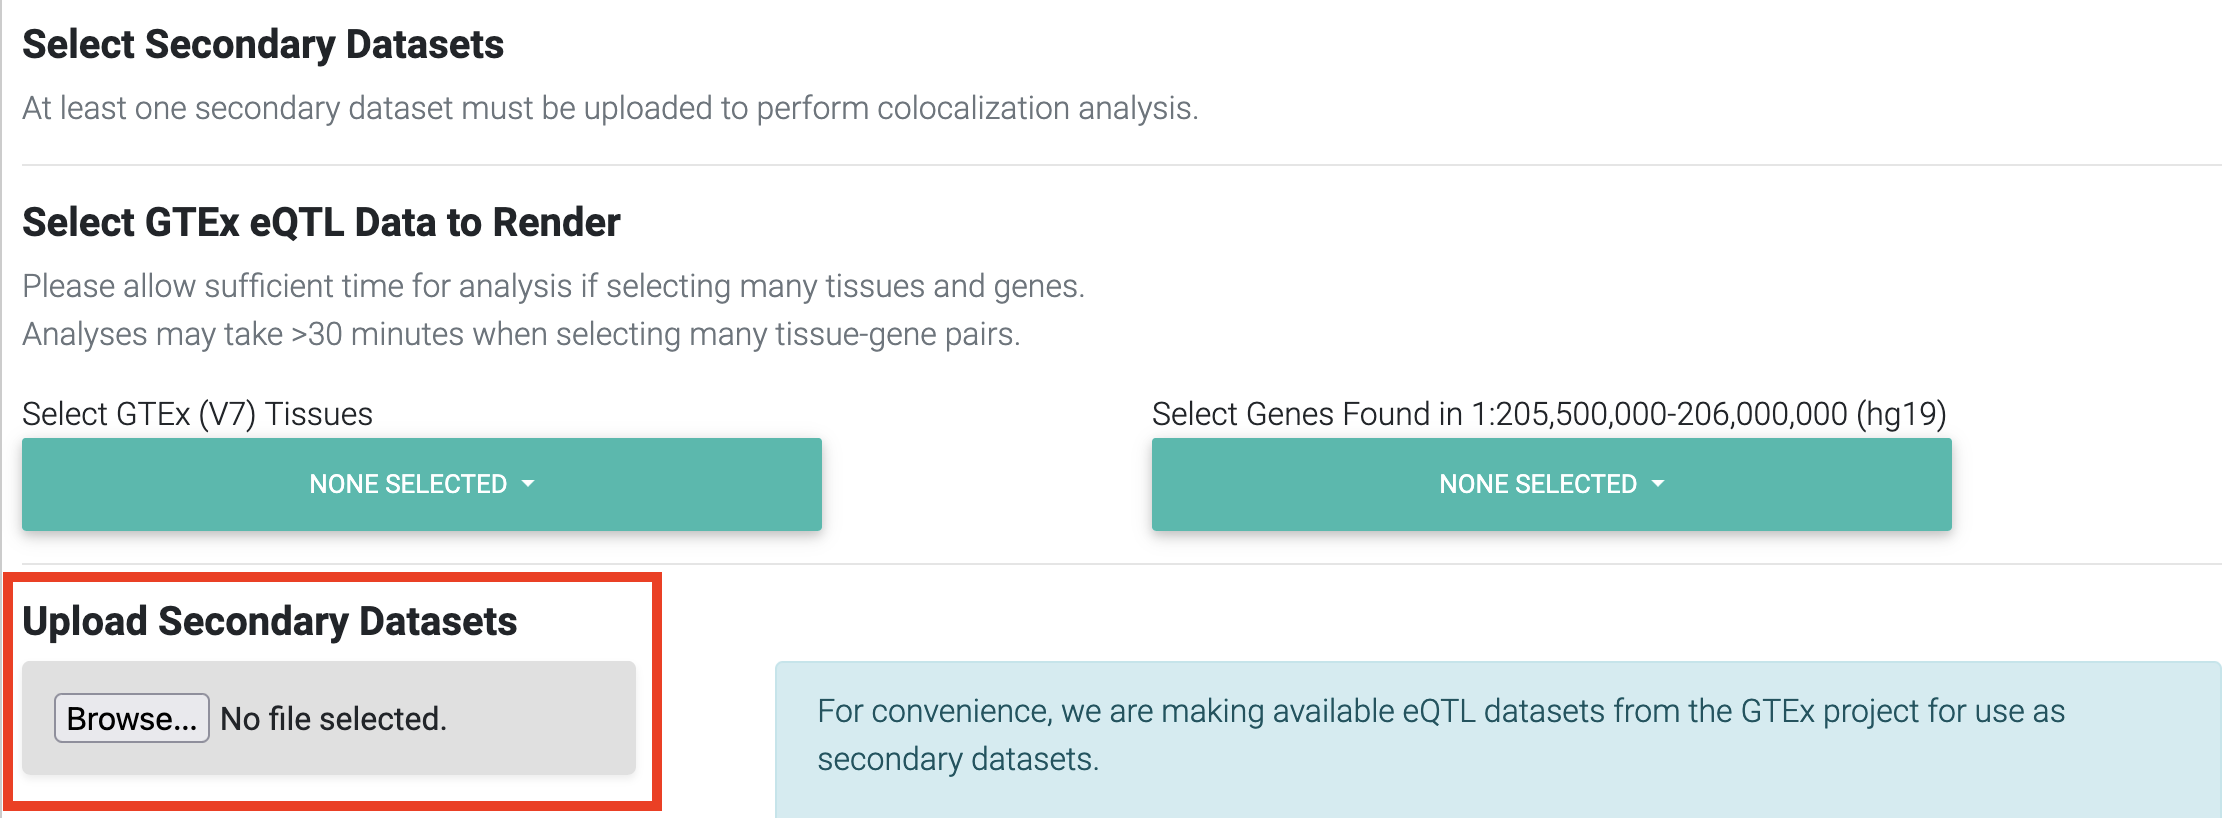 Select Secondary Datasets
At least one secondary dataset must be uploaded to perform colocalization analysis.
Select GTEx eQTL Data to Render
Please allow sufficient time for analysis if selecting many tissues and genes.
Analyses may take >30 minutes when selecting many tissue-gene pairs.
Select GTEx (V7) Tissues
NONE SELECTED
Select Genes Found in 1:205,500,000-206,000,000 (hg19)
NONE SELECTED
Upload Secondary Datasets
Browse... No file selected.
For convenience, we are making available eQTL datasets from the GTEx project for use as
secondary datasets.